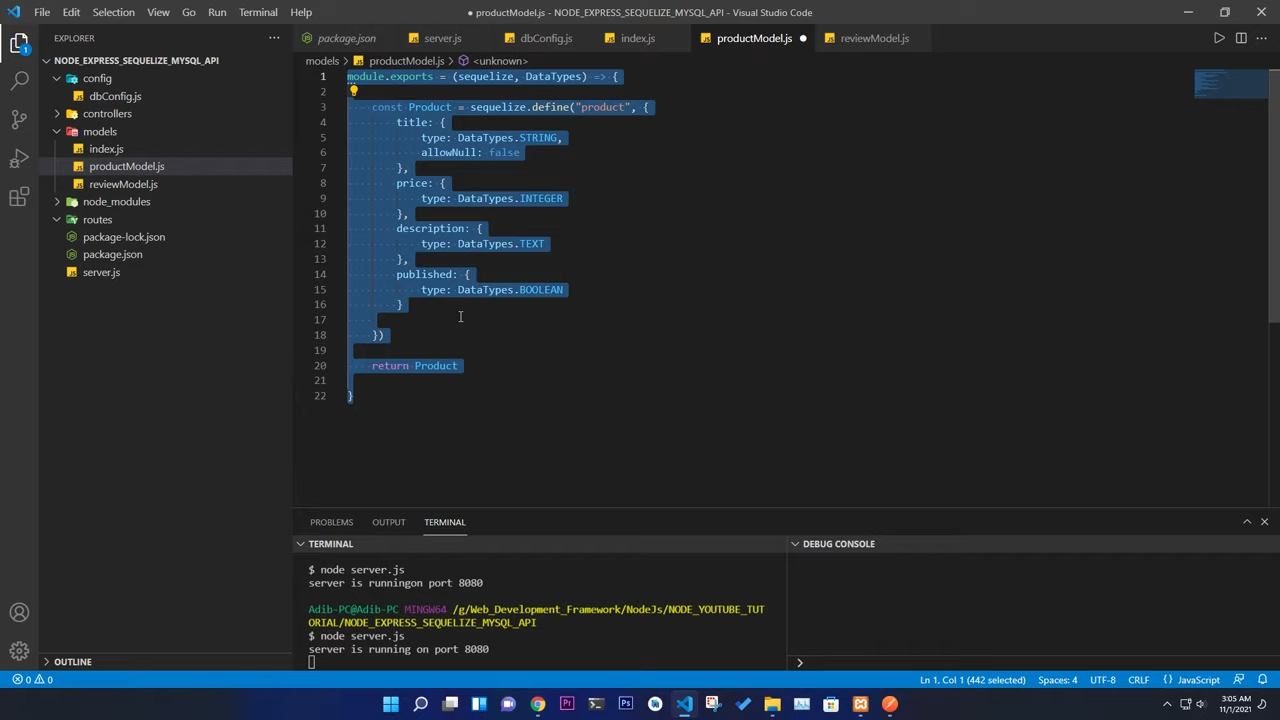 File Edit Selection View Go Run Terminal Help
● productModel.js - NODE_EXPRESS_SEQUELIZE_MYSQL_API - Visual Studio Code
EXPLORER ...
NODE_EXPRESS_SEQUELIZE_MYSQL_API
config
dbConfig.js
controllers
models
index.js
productModel.js
reviewModel.js
node_modules
routes
package-lock.json
package.json
server.js
OUTLINE
1
package.json server.js dbConfig.js index.js productModel.js ● reviewModel.js
models > productModel.js > <unknown>
1 module.exports = (sequelize, DataTypes) => {
2
3 const Product = sequelize.define("product", {
4 title: {
5 type: DataTypes.STRING,
6 allowNull: false
7 },
8 price: {
9 type: DataTypes.INTEGER
10 },
11 description: {
12 type: DataTypes.TEXT
13 },
14 published: {
15 type: DataTypes.BOOLEAN
16 }
17
18 })
19
20 return Product
21
22 }
PROBLEMS OUTPUT TERMINAL
TERMINAL
$ node server.js
server is runningon port 8080
Adib-PC@Adib-PC MINGW64 /g/Web_Development_Framework/NodeJs/NODE_YOUTUBE_TUT
ORIAL/NODE_EXPRESS_SEQUELIZE_MYSQL_API
$ node server.js
server is running on port 8080
DEBUG CONSOLE
0 0 Ln 1, Col 1 (442 selected) Spaces: 4 UTF-8 CRLF {} JavaScript
3:05 AM
11/1/2021